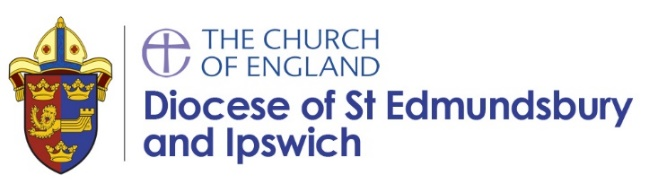 THE CHURCH
OF ENGLAND
Diocese of St Edmundsbury
and Ipswich